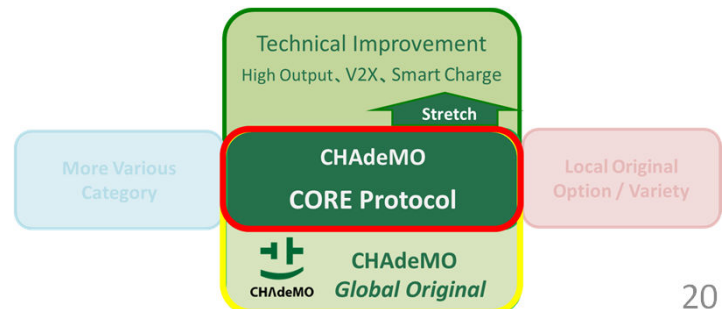 Technical Improvement
High Output、V2X、Smart Charge
Stretch
More Various
Category
CHAdeMO
CORE Protocol
Local Original
Option / Variety
CHΛdeMO
CHAdeMO
Global Original
20